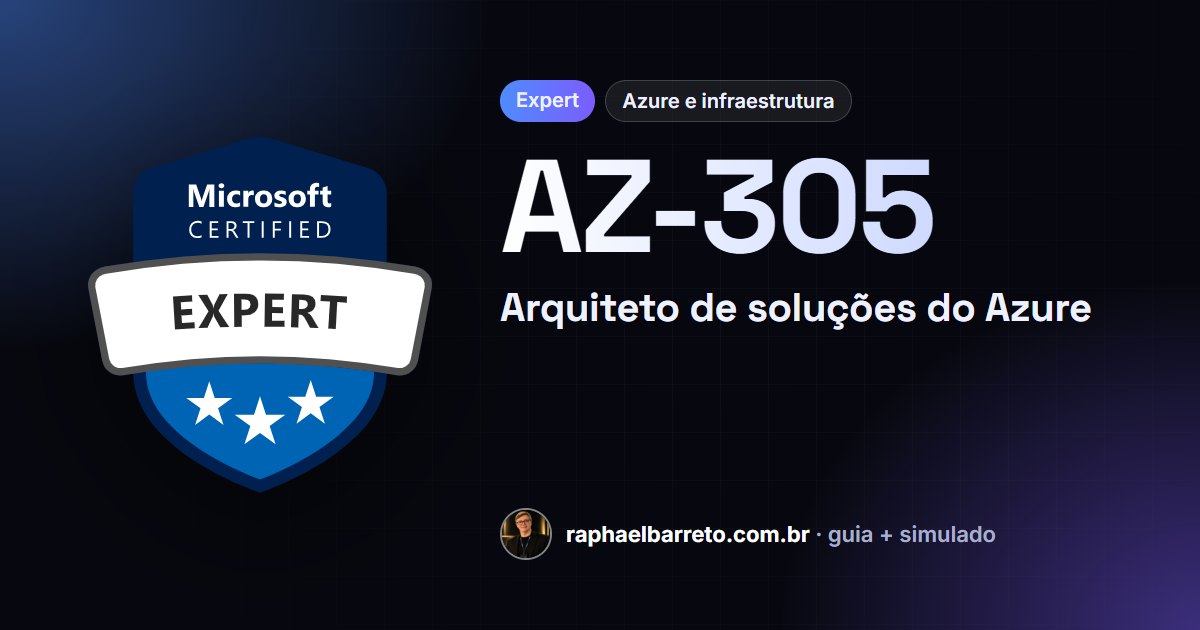 Microsoft
CERTIFIED
EXPERT
Expert
Azure e infraestrutura
AZ-305
Arquiteto de soluções do Azure
raphaelbarreto.com.br · guia + simulado